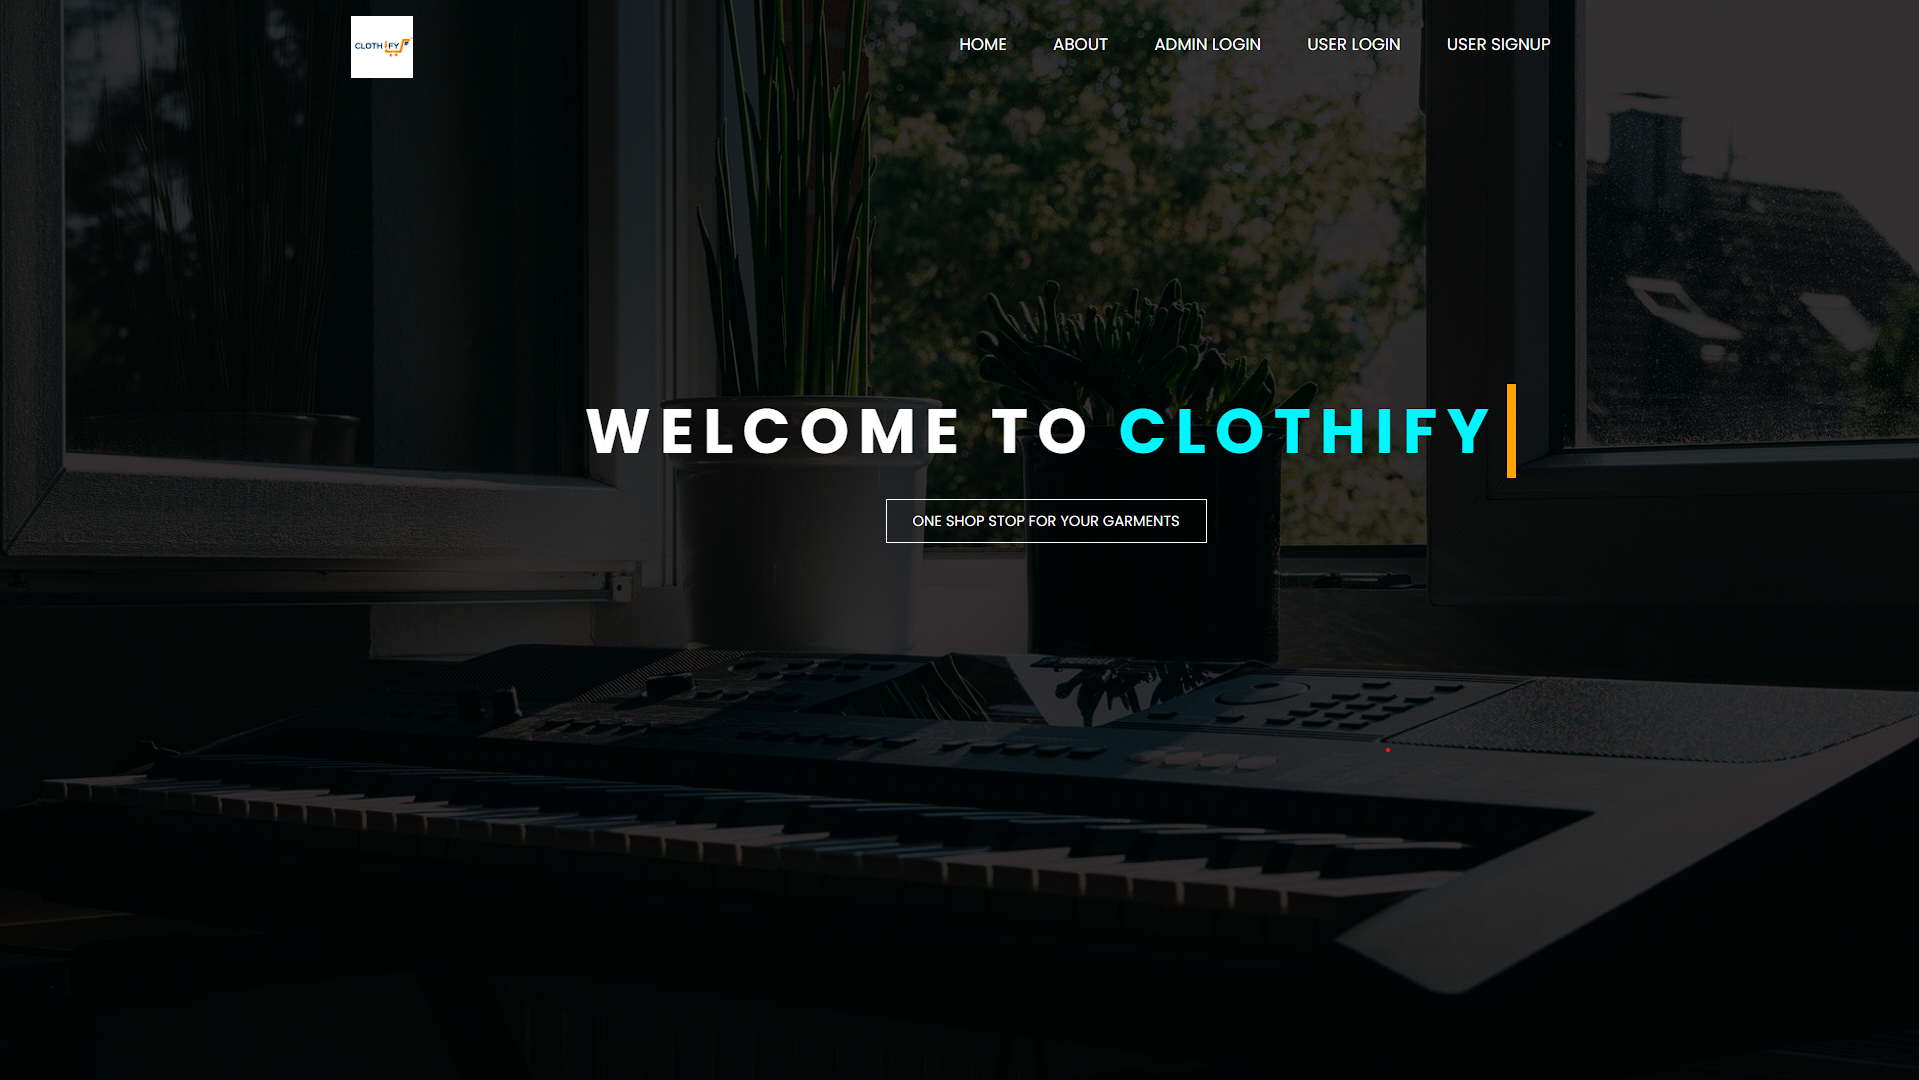 CLOTHIFY
HOME
ABOUT
ADMIN LOGIN
USER LOGIN
USER SIGNUP
WELCOME TO CLOTHIFY
ONE SHOP STOP FOR YOUR GARMENTS